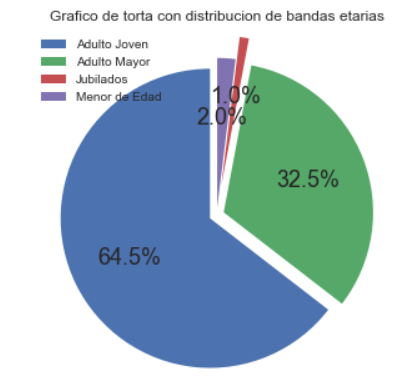 Grafico de torta con distribucion de bandas etarias
Adulto Joven
Adulto Mayor
Jubilados
Menor de Edad
1.0%
2.0%
32.5%
64.5%